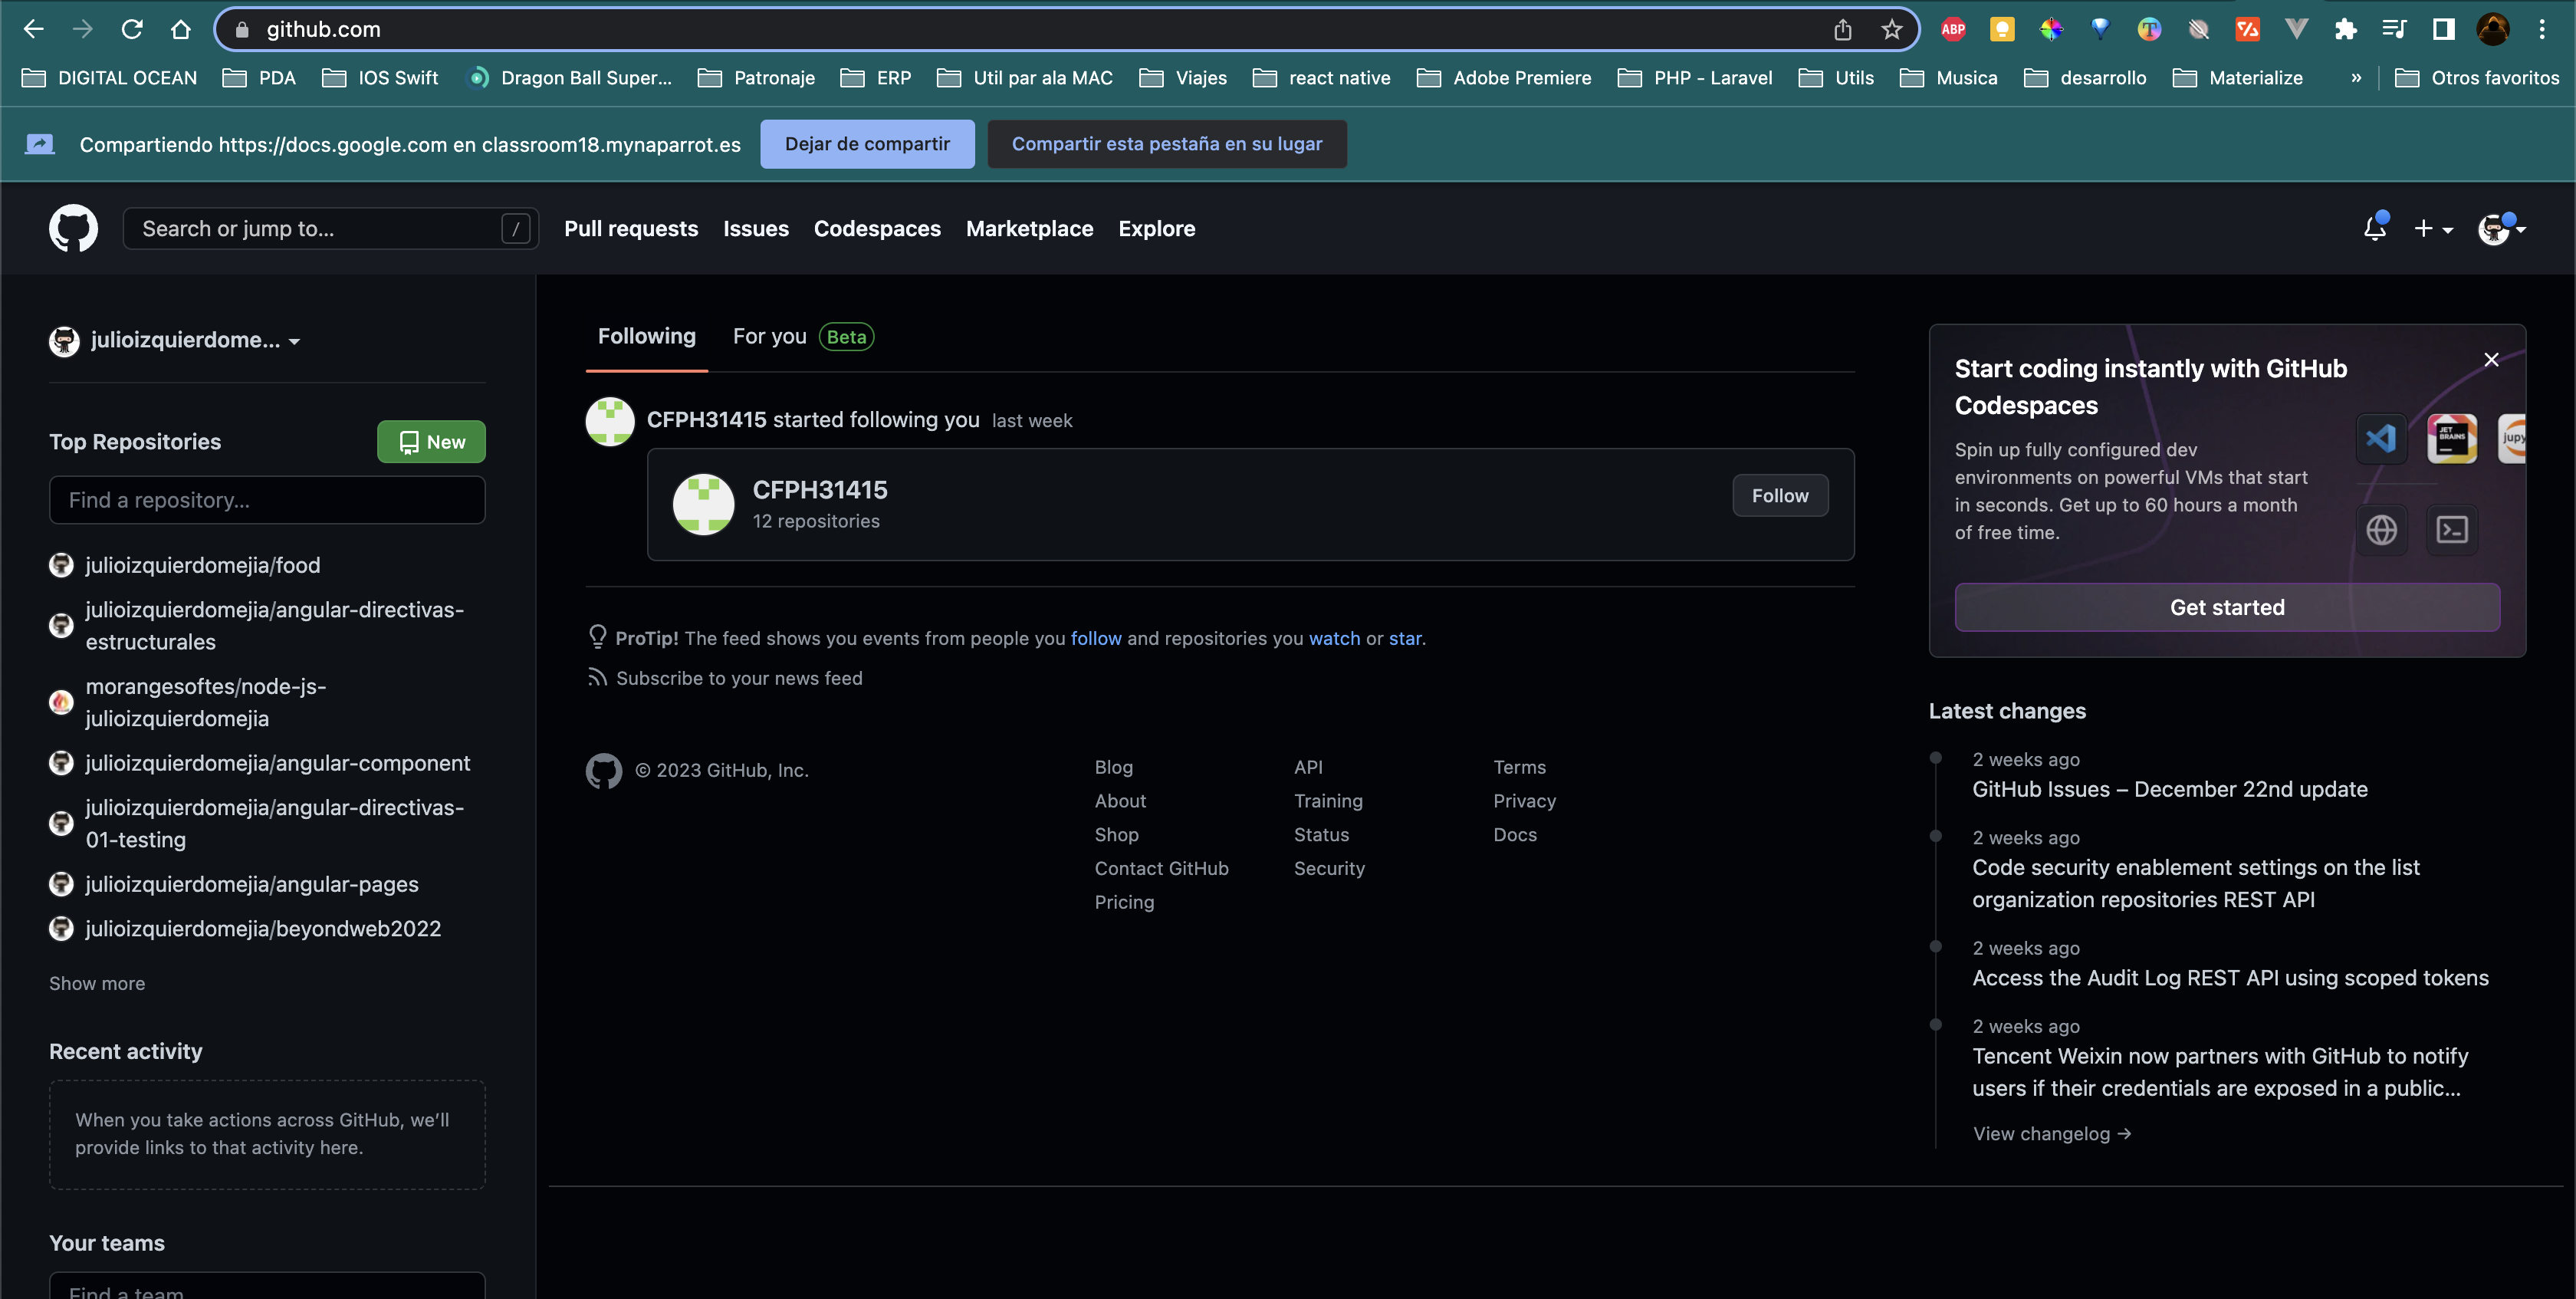 github.com
ABP
DIGITAL OCEAN
PDA
IOS Swift
Dragon Ball Super...
Patronaje
ERP
Util par ala MAC
Viajes
react native
Adobe Premiere
PHP - Laravel
Utils
Musica
desarrollo
Materialize
»
Otros favoritos
Compartiendo https://docs.google.com en classroom18.mynaparrot.es
Dejar de compartir
Compartir esta pestaña en su lugar
Search or jump to...
/
Pull requests
Issues
Codespaces
Marketplace
Explore
julioizquierdome...
Top Repositories
New
Find a repository...
julioizquierdomejia/food
julioizquierdomejia/angular-directivas-
estructurales
morangesoftes/node-js-
julioizquierdomejia
julioizquierdomejia/angular-component
julioizquierdomejia/angular-directivas-
01-testing
julioizquierdomejia/angular-pages
julioizquierdomejia/beyondweb2022
Show more
Recent activity
When you take actions across GitHub, we'll
provide links to that activity here.
Your teams
Find a team
Following
For you
Beta
CFPH31415 started following you last week
CFPH31415
12 repositories
Follow
ProTip! The feed shows you events from people you follow and repositories you watch or star.
Subscribe to your news feed
© 2023 GitHub, Inc.
Blog
About
Shop
Contact GitHub
Pricing
API
Training
Status
Security
Terms
Privacy
Docs
Start coding instantly with GitHub
Codespaces
Spin up fully configured dev
environments on powerful VMs that start
in seconds. Get up to 60 hours a month
of free time.
JET
BRAINS
jupy
Get started
Latest changes
2 weeks ago
GitHub Issues – December 22nd update
2 weeks ago
Code security enablement settings on the list
organization repositories REST API
2 weeks ago
Access the Audit Log REST API using scoped tokens
2 weeks ago
Tencent Weixin now partners with GitHub to notify
users if their credentials are exposed in a public...
View changelog →